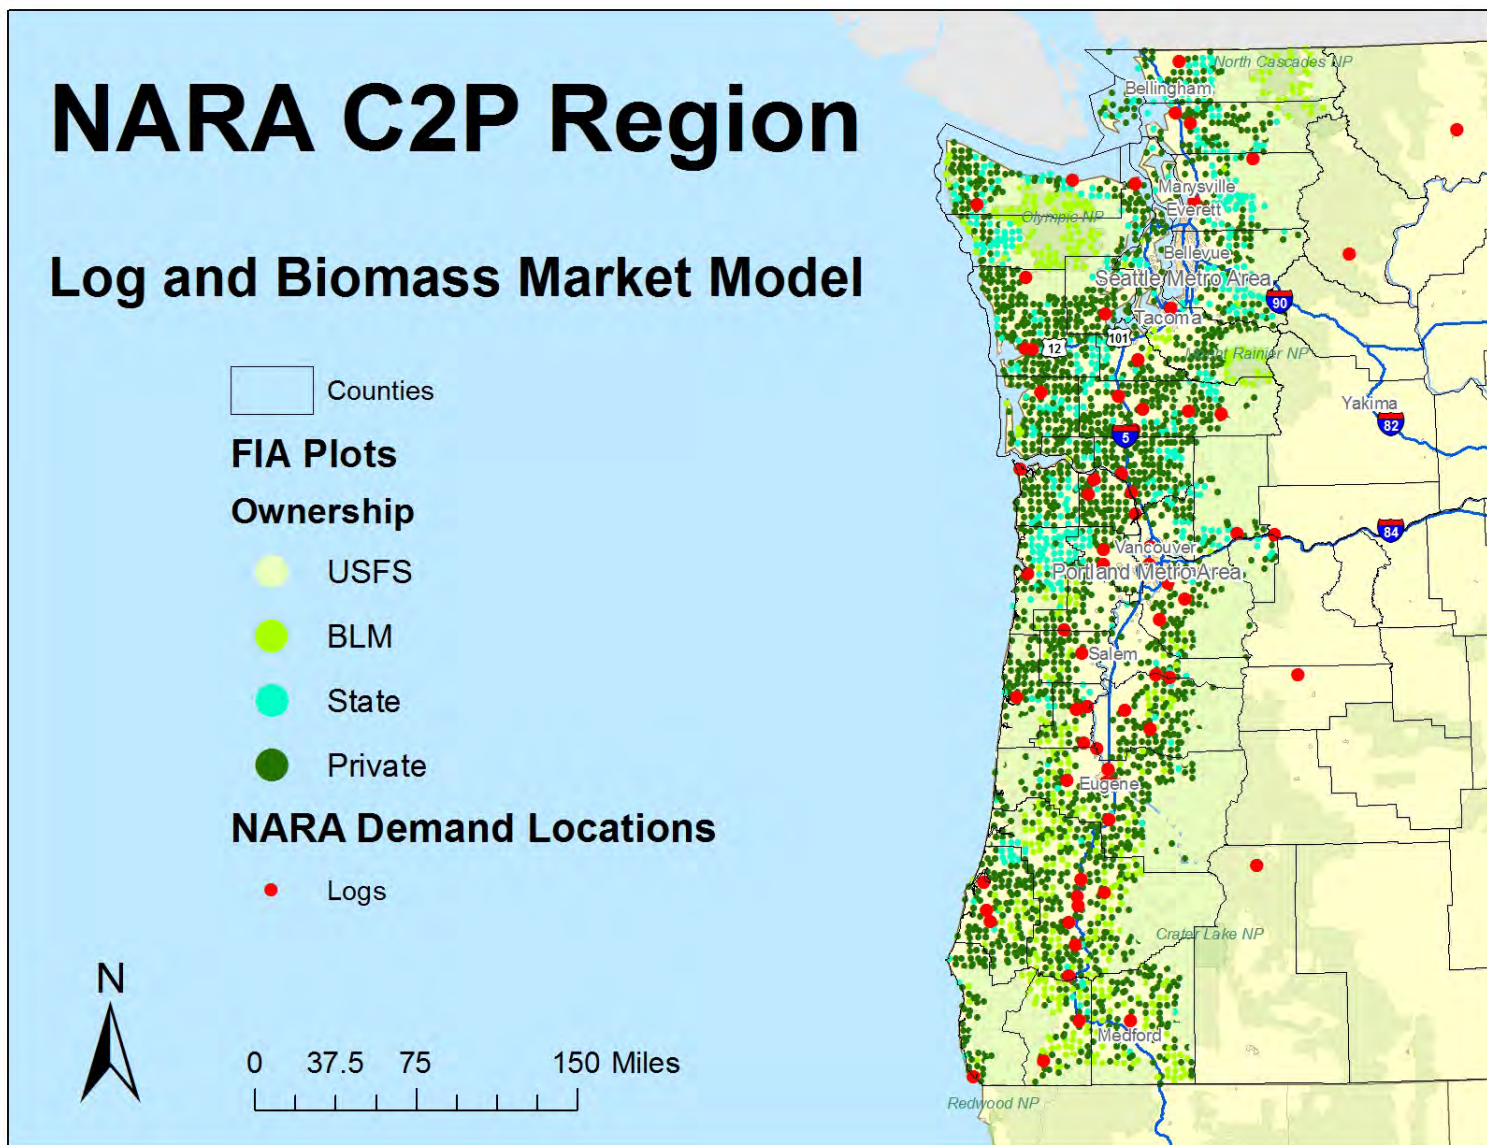 NARA C2P Region
Log and Biomass Market Model
Counties
FIA Plots
Ownership
USFS
BLM
State
Private
NARA Demand Locations
Logs
N
0 37.5 75 150 Miles
North Cascades NP
Bellingham
Marysville
Everett
Olympic NP
Bellevue
Seattle Metro Area
90
Tacoma
101
12
Mount Rainier NP
Yakima
82
5
84
Vancouver
Portland Metro Area
Salem
Eugene
Crater Lake NP
Medford
Redwood NP